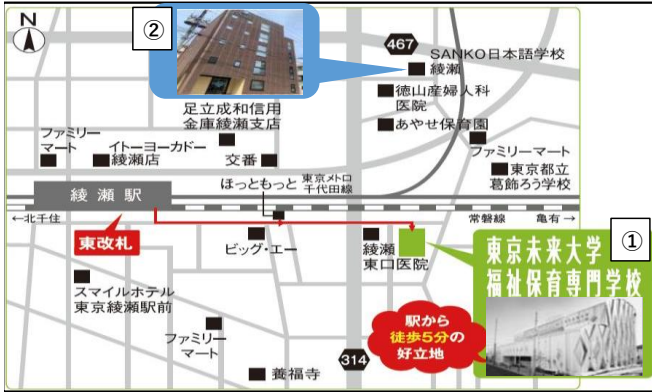 N
②
467
SANKO日本語学校
綾瀬
徳山産婦人科
医院
あやせ保育園
足立成和信用
金庫綾瀬支店
ファミリー
マート
イトーヨーカドー
綾瀬店
交番
ファミリーマート
東京都立
葛飾ろう学校
ほっともっと
東京メトロ
千代田線
綾瀬駅
←北千住
常磐線
亀有→
東改札
ビッグ・エー
綾瀬
東口医院
①
東京未来大学
福祉保育専門学校
スマイルホテル
東京綾瀬駅前
ファミリー
マート
駅から
徒歩5分の
好立地
314
養福寺